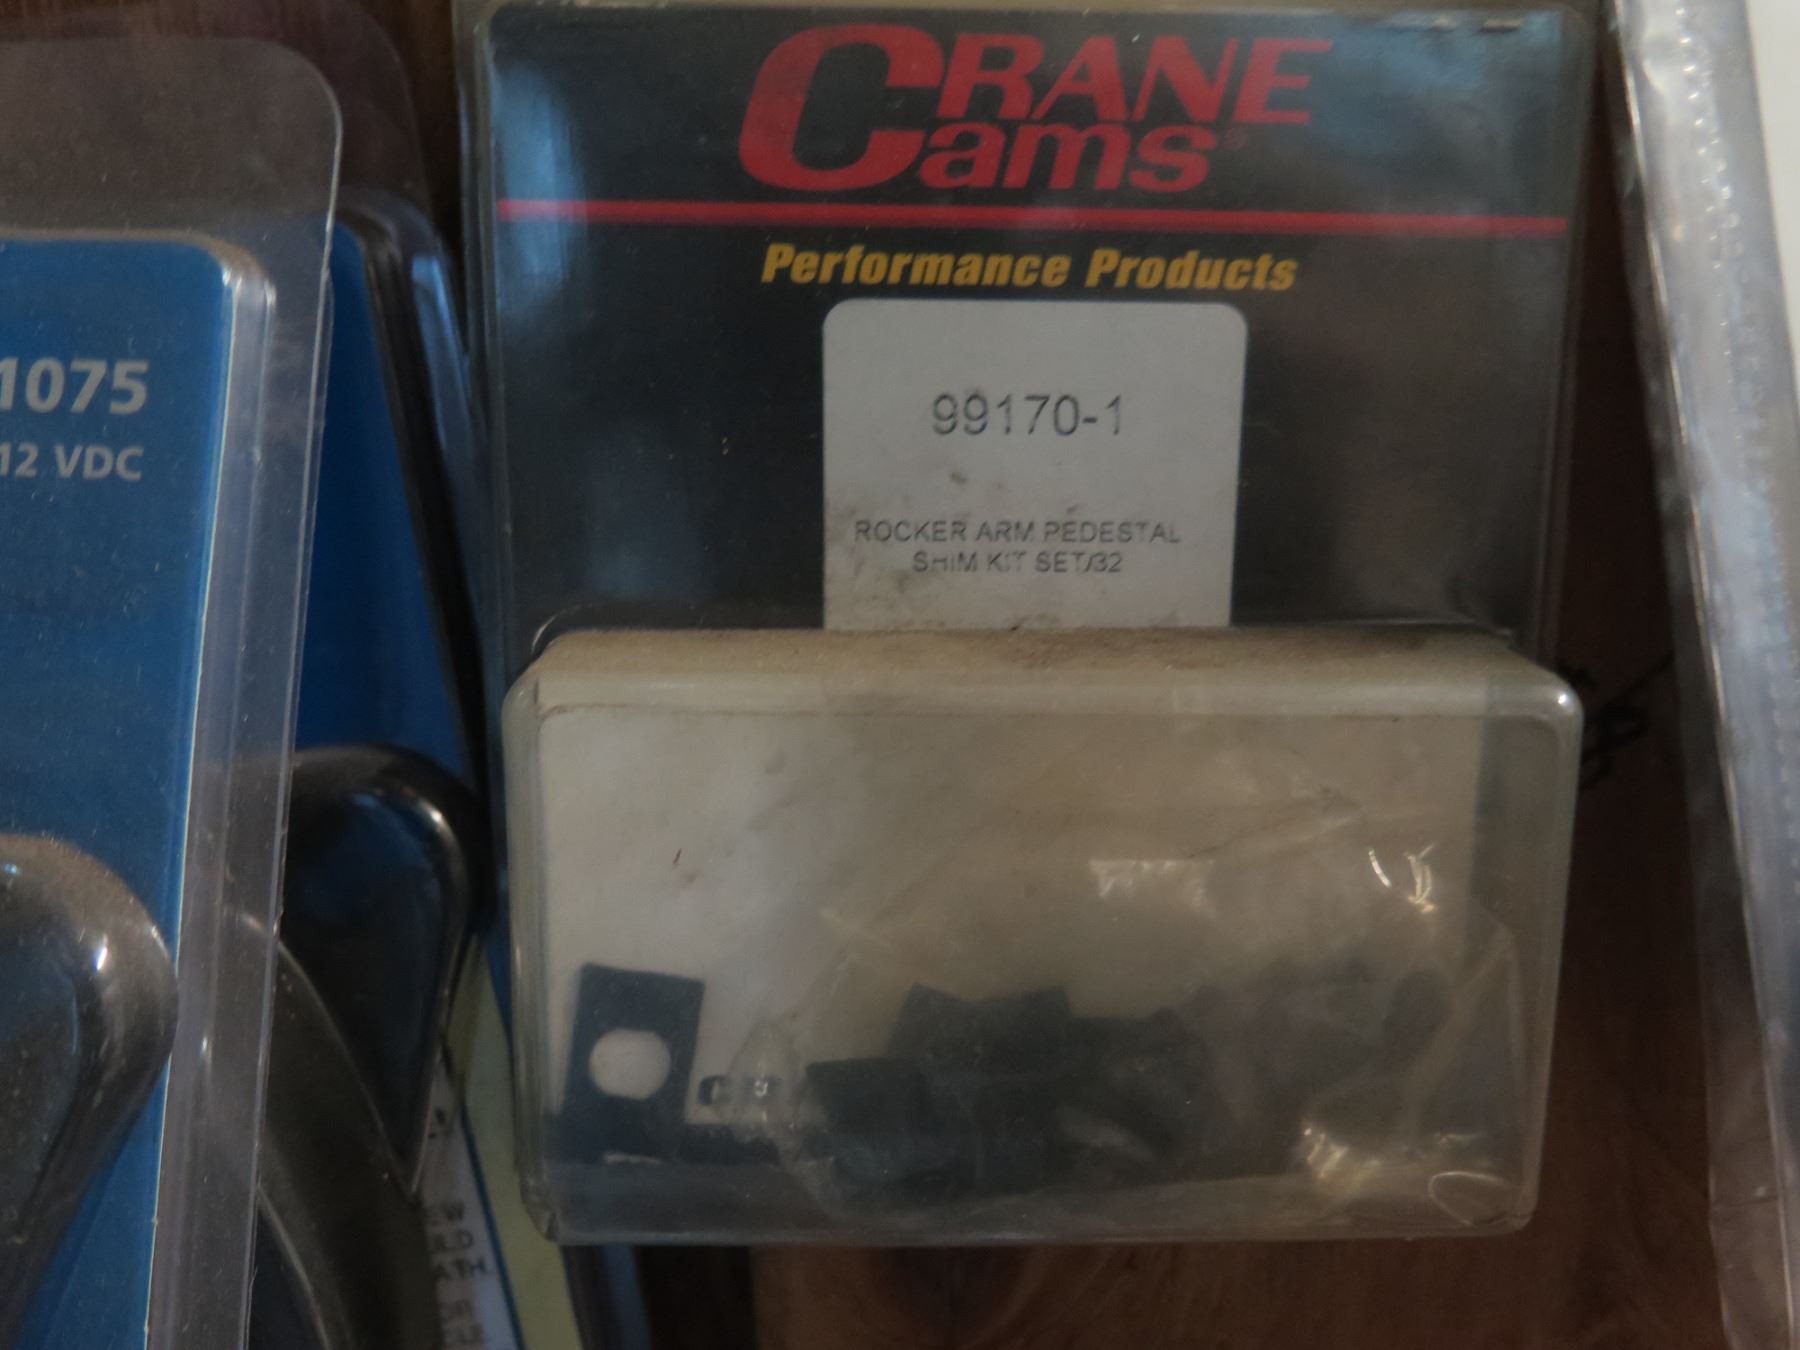 CRANE
Cams®
Performance Products
99170-1
ROCKER ARM PEDESTAL
SHIM KIT SET/32
1075
12 VDC